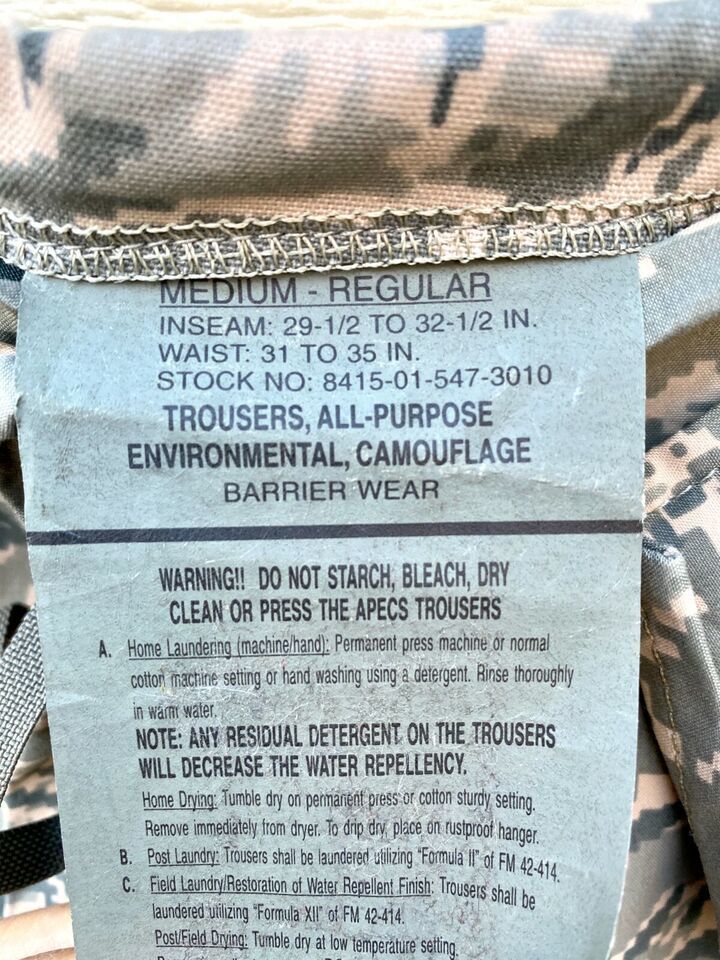 MEDIUM - REGULAR
INSEAM: 29-1/2 TO 32-1/2 IN.
WAIST: 31 TO 35 IN.
STOCK NO: 8415-01-547-3010
TROUSERS, ALL-PURPOSE
ENVIRONMENTAL, CAMOUFLAGE
BARRIER WEAR
WARNING!! DO NOT STARCH, BLEACH, DRY
CLEAN OR PRESS THE APECS TROUSERS
A. Home Laundering (machine/hand): Permanent press machine or normal
cotton machine setting or hand washing using a detergent. Rinse thoroughly
in warm water.
NOTE: ANY RESIDUAL DETERGENT ON THE TROUSERS
WILL DECREASE THE WATER REPELLENCY.
Home Drying: Tumble dry on permanent press or cotton sturdy setting.
Remove immediately from dryer. To drip dry, place on rustproof hanger.
B. Post Laundry: Trousers shall be laundered utilizing "Formula II" of FM 42-414.
C. Field Laundry/Restoration of Water Repellent Finish: Trousers shall be
laundered utilizing "Formula XII" of FM 42-414.
Post/Field Drying: Tumble dry at low temperature setting.